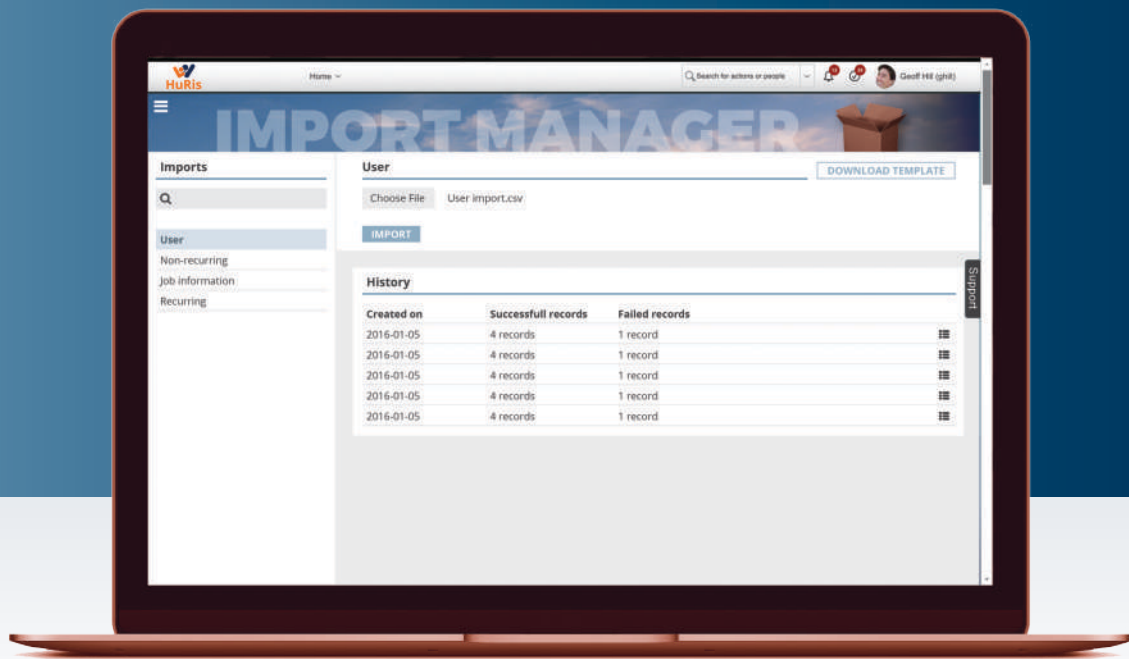 HuRis
Home
Search for actions or people
Geoff Hill (ghill)
IMPORT MANAGER
Imports
User
Non-recurring
Job information
Recurring
User
DOWNLOAD TEMPLATE
Choose File User import.csv
IMPORT
History
Created on Successfull records Failed records
2016-01-05 4 records 1 record
2016-01-05 4 records 1 record
2016-01-05 4 records 1 record
2016-01-05 4 records 1 record
2016-01-05 4 records 1 record
Support